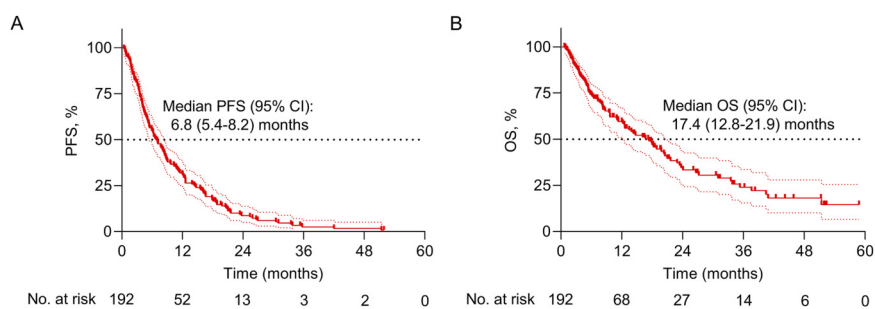 A
PFS, %
100
75
50
25
0
Median PFS (95% CI):
6.8 (5.4-8.2) months
0 12 24 36 48 60
Time (months)
No. at risk 192 52 13 3 2 0
B
OS, %
100
75
50
25
0
Median OS (95% CI):
17.4 (12.8-21.9) months
0 12 24 36 48 60
Time (months)
No. at risk 192 68 27 14 6 0